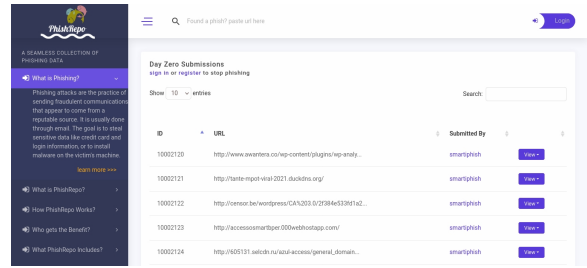 PhishRepo
A SEAMLESS COLLECTION OF
PHISHING DATA
What is Phishing?
Phishing attacks are the practice of
sending fraudulent communications
that appear to come from a
reputable source. It is usually done
through email. The goal is to steal
sensitive data like credit card and
login information, or to install
malware on the victim's machine.
learn more »»»
What is PhishRepo?
How PhishRepo Works?
Who gets the Benefit?
What PhishRepo Includes?
Found a phish? paste url here
Login
Day Zero Submissions
sign in or register to stop phishing
Show 10 entries
Search:
ID URL Submitted By
10002120 http://www.swantera.co/wp-content/plugins/wp-analy... smartiphish View
10002121 http://tante-mpot-viral-2021.duckdns.org/ smartiphish View
10002122 http://censor.be/wordpress/CA%203.0/2f384e533fd1a2... smartiphish View
10002123 http://accessosmartbper.000webhostapp.com/ smartiphish View
10002124 http://605131.selcdn.ru/azul-access/general_domain... smartiphish View